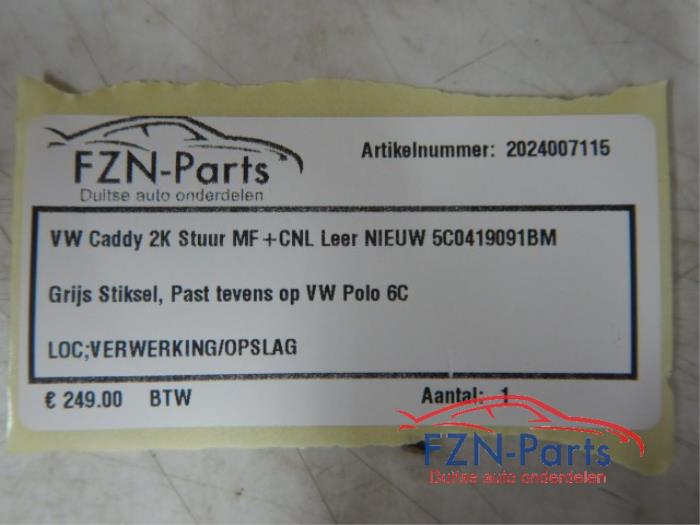 FZN-Parts
Duitse auto onderdelen
Artikelnummer: 2024007115
VW Caddy 2K Stuur MF+CNL Leer NIEUW 5C0419091BM
Grijs Stiksel, Past tevens op VW Polo 6C
LOC;VERWERKING/OPSLAG
€ 249.00 BTW Aantal: 1
FZN-Parts
Duitse auto onderdelen